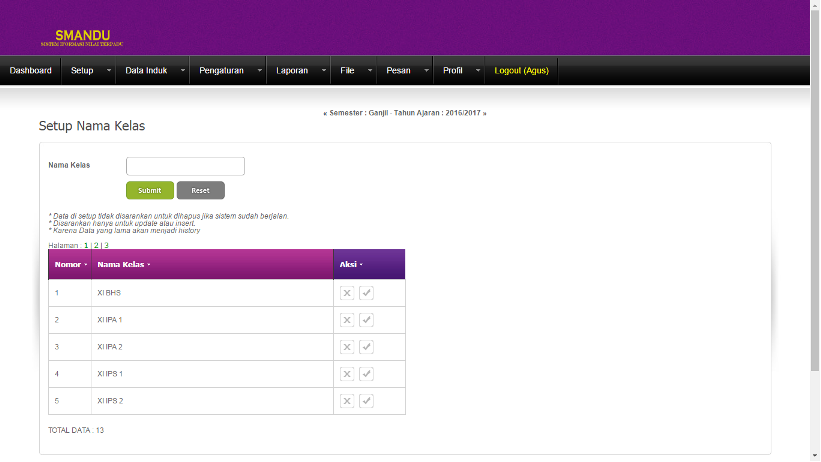 SMANDU
SISTEM IFORMASI NILAI TERPADU
Dashboard Setup Data Induk Pengaturan Laporan File Pesan Profil Logout (Agus)
« Semester : Ganjil - Tahun Ajaran : 2016/2017 »
Setup Nama Kelas
Nama Kelas
Submit Reset
* Data di setup tidak disarankan untuk dihapus jika sistem sudah berjalan.
* Disarankan hanya untuk update atau insert.
* Karena Data yang lama akan menjadi history
Halaman : 1 | 2 | 3
Nomor Nama Kelas Aksi
1 XI BHS
2 XI IPA 1
3 XI IPA 2
4 XI IPS 1
5 XI IPS 2
TOTAL DATA : 13